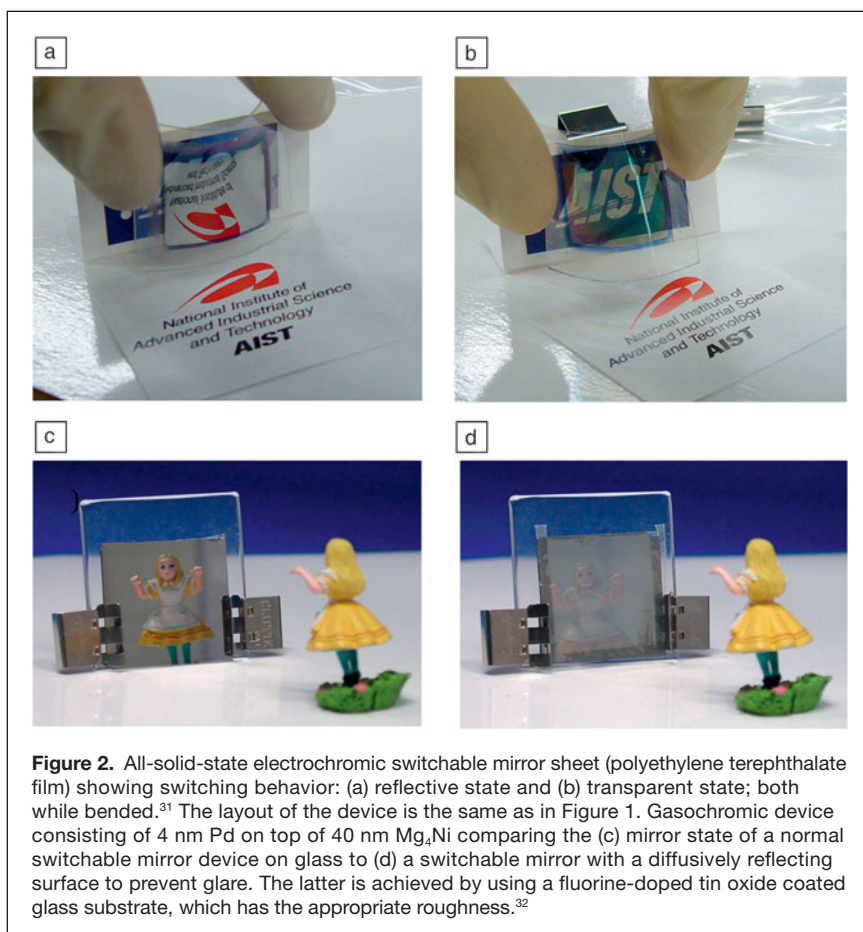 a
b
National Institute of
Advanced Industrial Science
and Technology
AIST
AIST
National Institute of
Advanced Industrial Science
and Technology
AIST
c
d
)
Figure 2. All-solid-state electrochromic switchable mirror sheet (polyethylene terephthalate
film) showing switching behavior: (a) reflective state and (b) transparent state; both
while bended.³¹ The layout of the device is the same as in Figure 1. Gasochromic device
consisting of 4 nm Pd on top of 40 nm Mg₄Ni comparing the (c) mirror state of a normal
switchable mirror device on glass to (d) a switchable mirror with a diffusively reflecting
surface to prevent glare. The latter is achieved by using a fluorine-doped tin oxide coated
glass substrate, which has the appropriate roughness.³²